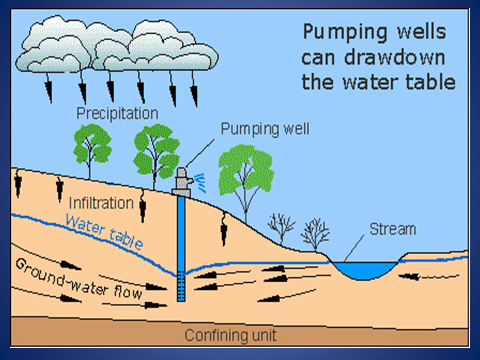 Pumping wells
can drawdown
the water table
Precipitation
Pumping well
Infiltration
Water table
Stream
Ground-water flow
Confining unit